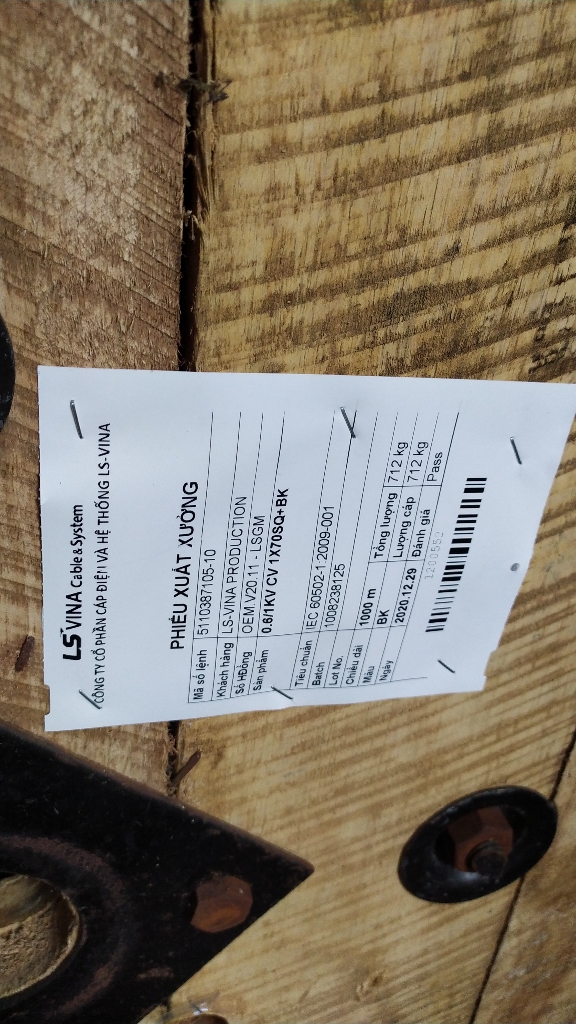 LS VINA Cable & System
CÔNG TY CỔ PHẦN CÁP ĐIỆN VÀ HỆ THỐNG LS-VINA
PHIẾU XUẤT XƯỞNG
Mã số lệnh 5110387105-10
Khách hàng LS-VINA PRODUCTION
Số HĐồng OEM.V20.11 - LSGM
Sản phẩm 0.6/1KV CV 1X70SQ+BK
Tiêu chuẩn IEC 60502-1:2009-001
Batch 1008238125
Lot No.
Chiều dài 1000 m Tổng lượng 712 kg
Màu BK Lượng cáp 712 kg
Ngày 2020.12.29 Đánh giá Pass